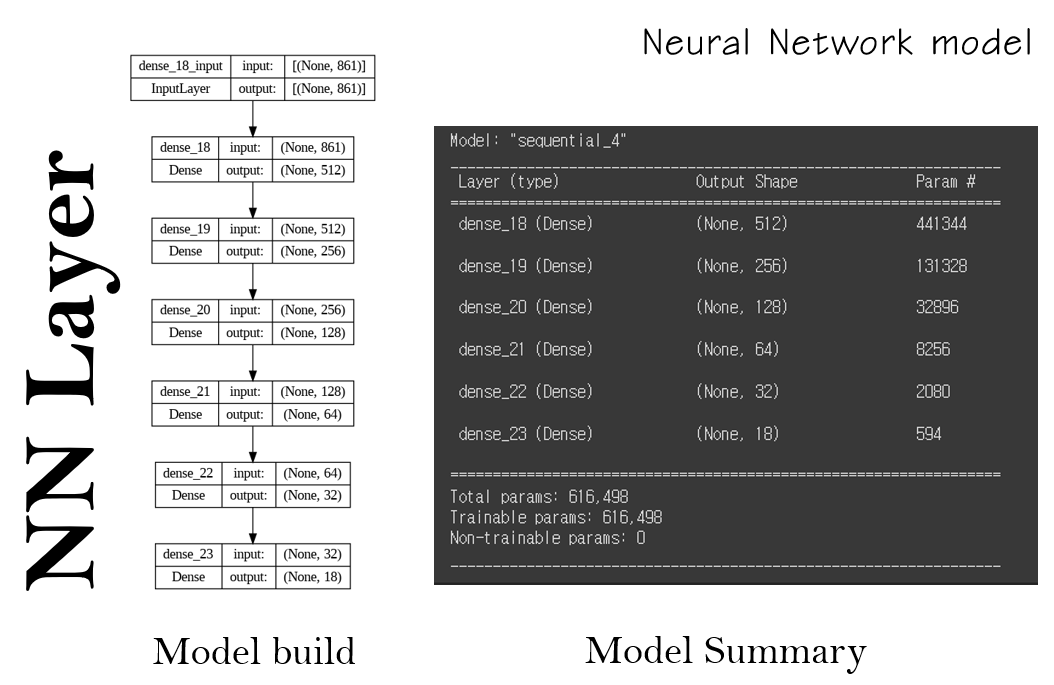 Neural Network model
NN Layer
dense_18_input input: [(None, 861)]
InputLayer output: [(None, 861)]
dense_18 input: (None, 861)
Dense output: (None, 512)
dense_19 input: (None, 512)
Dense output: (None, 256)
dense_20 input: (None, 256)
Dense output: (None, 128)
dense_21 input: (None, 128)
Dense output: (None, 64)
dense_22 input: (None, 64)
Dense output: (None, 32)
dense_23 input: (None, 32)
Dense output: (None, 18)
Model build
Model: "sequential_4"
Layer (type) Output Shape Param #
dense_18 (Dense) (None, 512) 441344
dense_19 (Dense) (None, 256) 131328
dense_20 (Dense) (None, 128) 32896
dense_21 (Dense) (None, 64) 8256
dense_22 (Dense) (None, 32) 2080
dense_23 (Dense) (None, 18) 594
Total params: 616,498
Trainable params: 616,498
Non-trainable params: 0
Model Summary